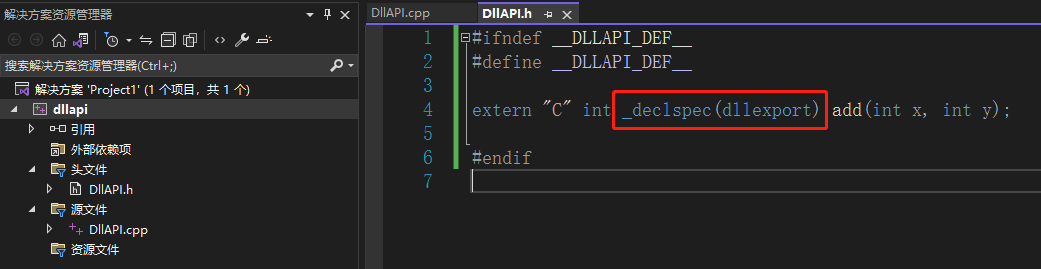 解决方案资源管理器
搜索解决方案资源管理器(Ctrl+;)
解决方案 'Project1' (1 个项目，共 1 个)
dllapi
引用
外部依赖项
头文件
DllAPI.h
源文件
DllAPI.cpp
资源文件
DllAPI.cpp
DllAPI.h
1 #ifndef __DLLAPI_DEF__
2 #define __DLLAPI_DEF__
3
4 extern "C" int _declspec(dllexport) add(int x, int y);
5
6 #endif
7